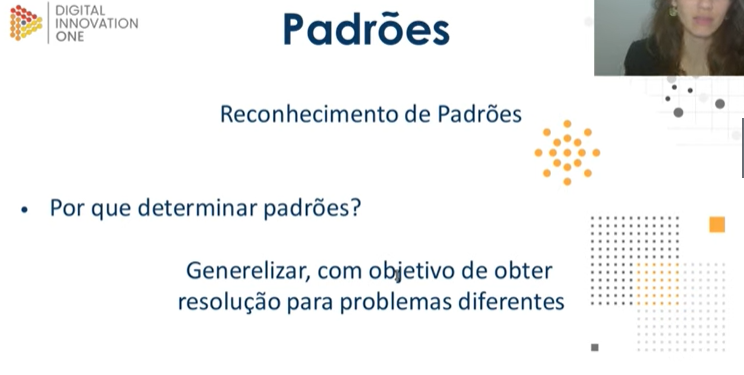 DIGITAL
INNOVATION
ONE
Padrões
Reconhecimento de Padrões
• Por que determinar padrões?
Generelizar, com objetivo de obter
resolução para problemas diferentes